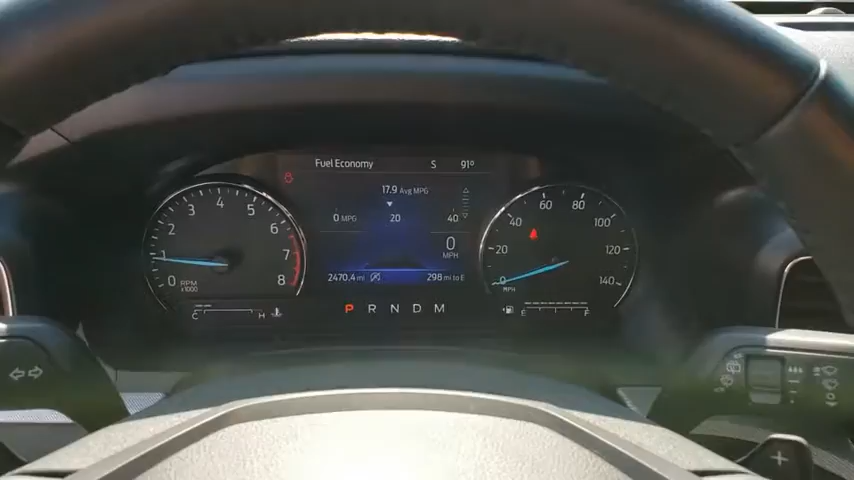 Fuel Economy S 91°
17.9 Avg MPG
0 MPG 20 40
0
MPH
2470.4 mi 298 mi to E
P R N D M
0 1 2 3 4 5 6 7 8
RPM
x1000
C H
0 20 40 60 80 100 120 140
MPH
E F